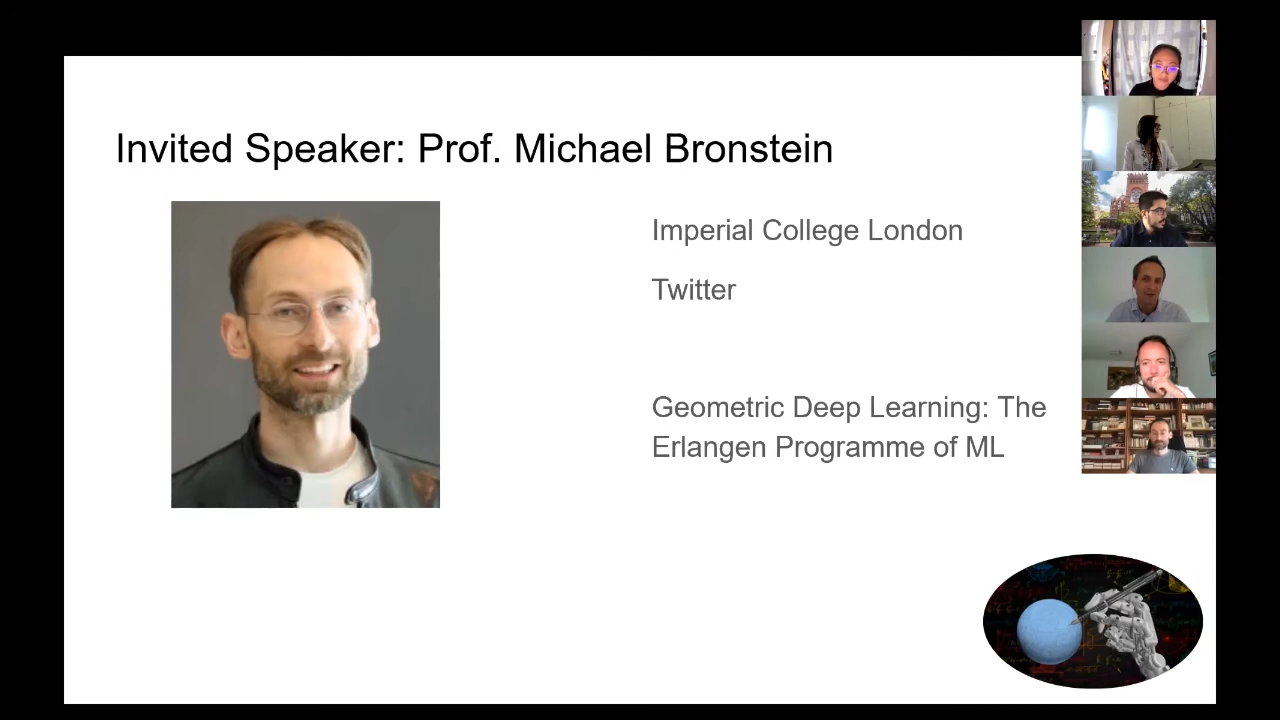 Invited Speaker: Prof. Michael Bronstein
Imperial College London
Twitter
Geometric Deep Learning: The
Erlangen Programme of ML